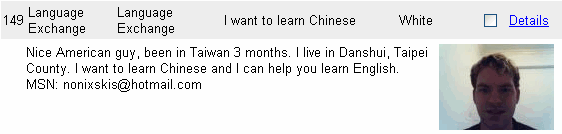 149 Language Exchange Language Exchange I want to learn Chinese White Details
Nice American guy, been in Taiwan 3 months. I live in Danshui, Taipei
County. I want to learn Chinese and I can help you learn English.
MSN: nonixskis@hotmail.com